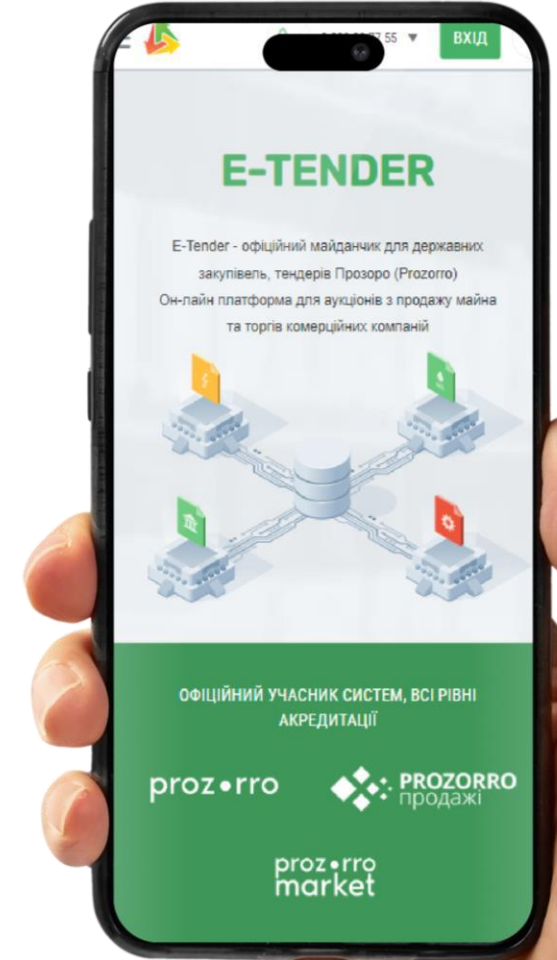 55 ▼
ВХІД
E-TENDER
E-Tender - офіційний майданчик для державних
закупівель, тендерів Прозоро (Prozorro)
Он-лайн платформа для аукціонів з продажу майна
та торгів комерційних компаній
ОФІЦІЙНИЙ УЧАСНИК СИСТЕМ, ВСІ РІВНІ
АКРЕДИТАЦІЇ
prozorro
PROZORRO
продажі
prozorro
market